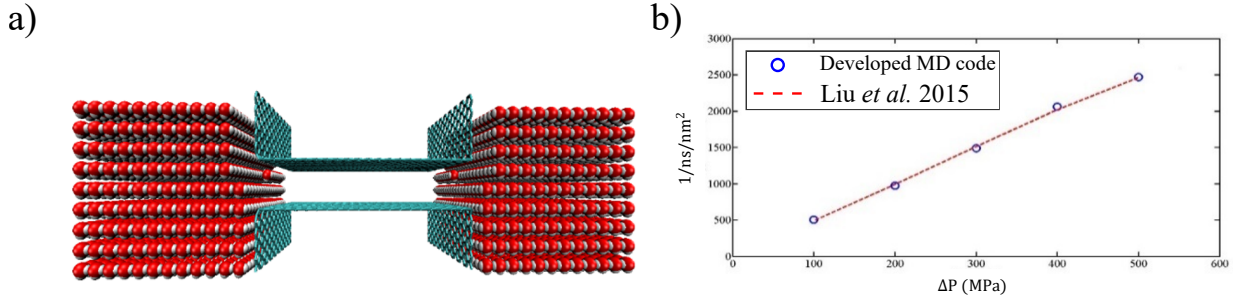 a)
b)
3000
2500
2000
1500
1000
500
0
0 100 200 300 400 500 600
1/ns/nm²
ΔP (MPa)
Developed MD code
Liu et al. 2015